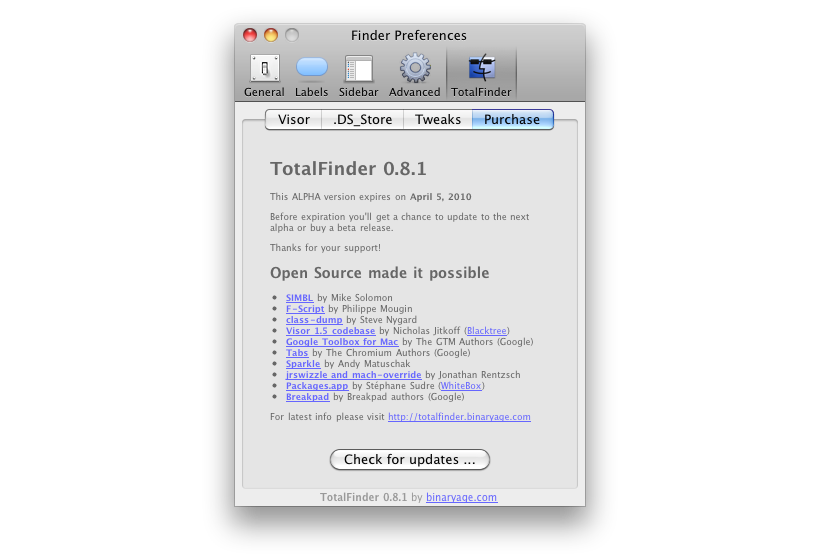 Finder Preferences
General Labels Sidebar Advanced TotalFinder
Visor .DS_Store Tweaks Purchase
TotalFinder 0.8.1
This ALPHA version expires on April 5, 2010
Before expiration you'll get a chance to update to the next
alpha or buy a beta release.
Thanks for your support!
Open Source made it possible
• SIMBL by Mike Solomon
• F-Script by Philippe Mougin
• class-dump by Steve Nygard
• Visor 1.5 codebase by Nicholas Jitkoff (Blacktree)
• Google Toolbox for Mac by The GTM Authors (Google)
• Tabs by The Chromium Authors (Google)
• Sparkle by Andy Matuschak
• jrswizzle and mach-override by Jonathan Rentzsch
• Packages.app by Stéphane Sudre (WhiteBox)
• Breakpad by Breakpad authors (Google)
For latest info please visit http://totalfinder.binaryage.com
Check for updates ...
TotalFinder 0.8.1 by binaryage.com